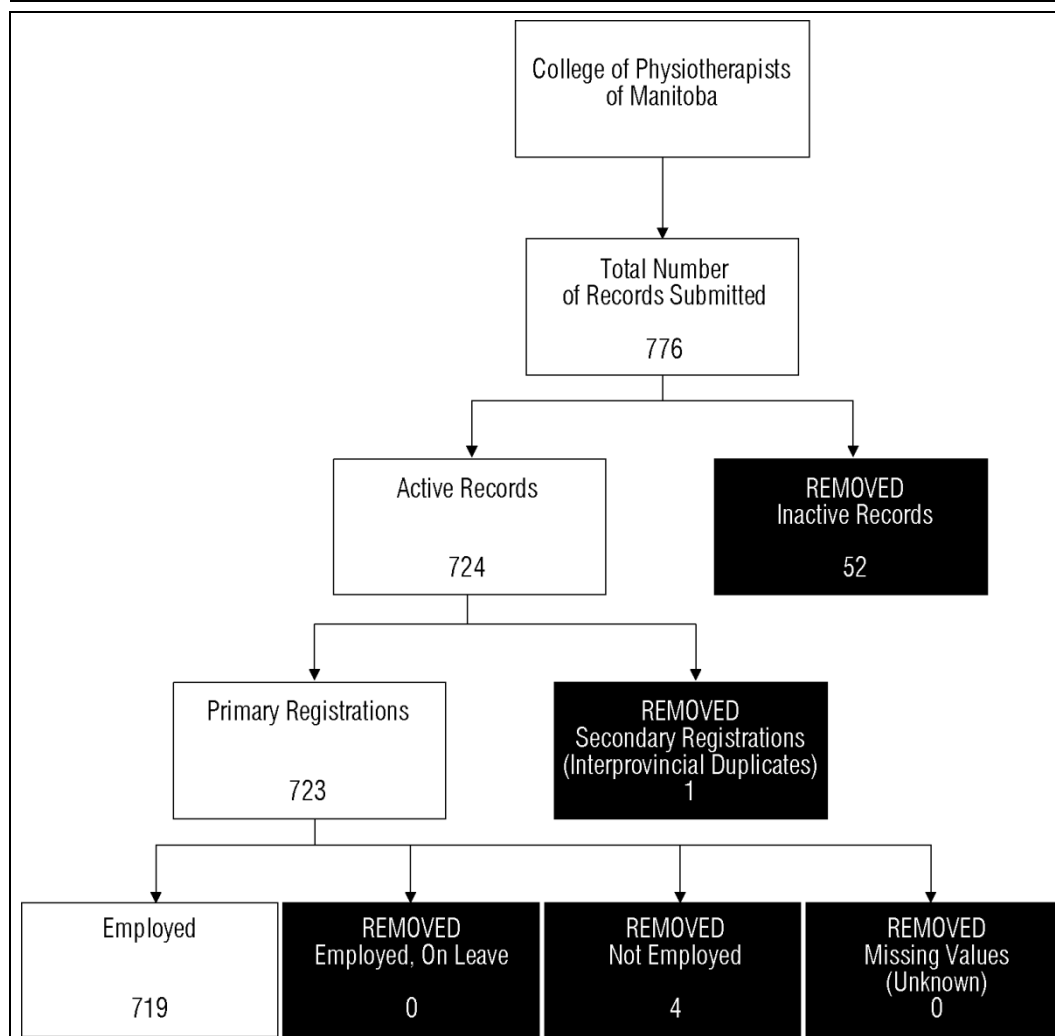 College of Physiotherapists
of Manitoba
Total Number
of Records Submitted
776
Active Records
724
REMOVED
Inactive Records
52
Primary Registrations
723
REMOVED
Secondary Registrations
(Interprovincial Duplicates)
1
Employed
719
REMOVED
Employed, On Leave
0
REMOVED
Not Employed
4
REMOVED
Missing Values
(Unknown)
0